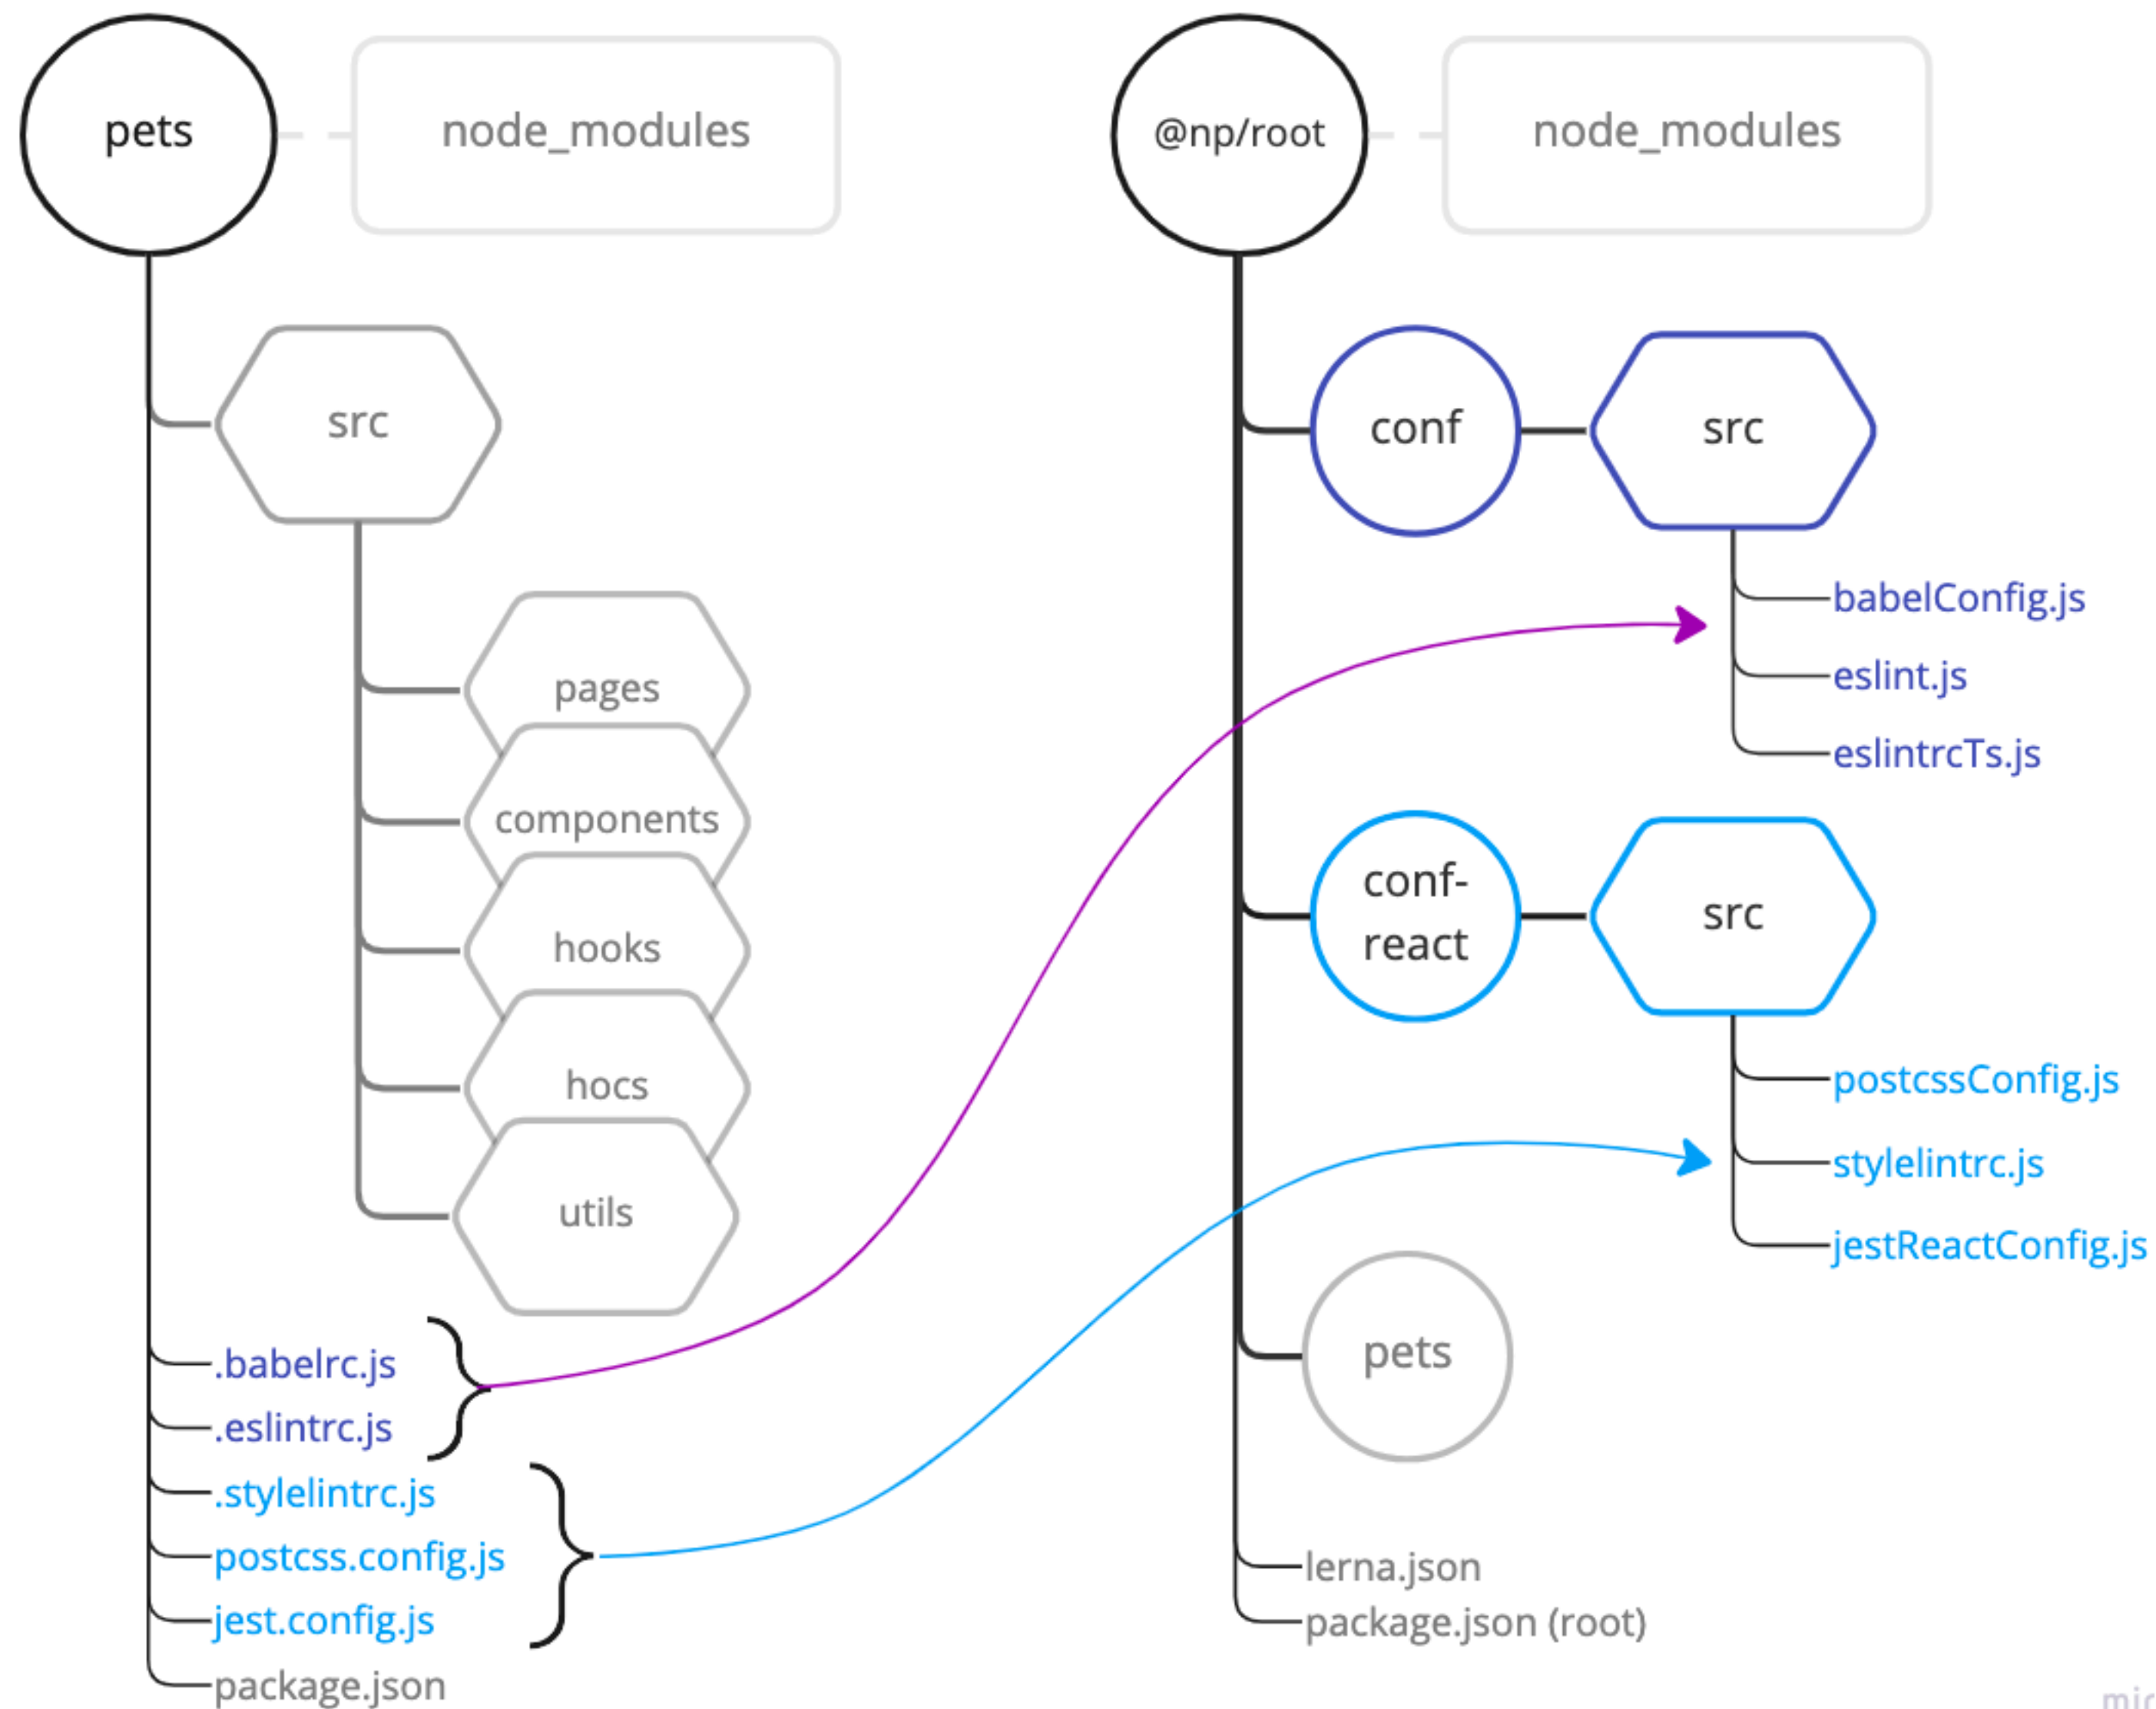 pets
node_modules
src
pages
components
hooks
hocs
utils
.babelrc.js
.eslintrc.js
.stylelintrc.js
postcss.config.js
jest.config.js
package.json
@np/root
node_modules
conf
src
babelConfig.js
eslint.js
eslintrcTs.js
conf-
react
src
postcssConfig.js
stylelintrc.js
jestReactConfig.js
pets
lerna.json
package.json (root)
mir